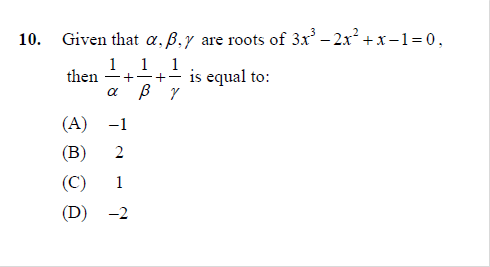 10. Given that α, β, γ are roots of 3x³ – 2x² + x – 1 = 0,
then 1/α + 1/β + 1/γ is equal to:
(A) –1
(B) 2
(C) 1
(D) –2